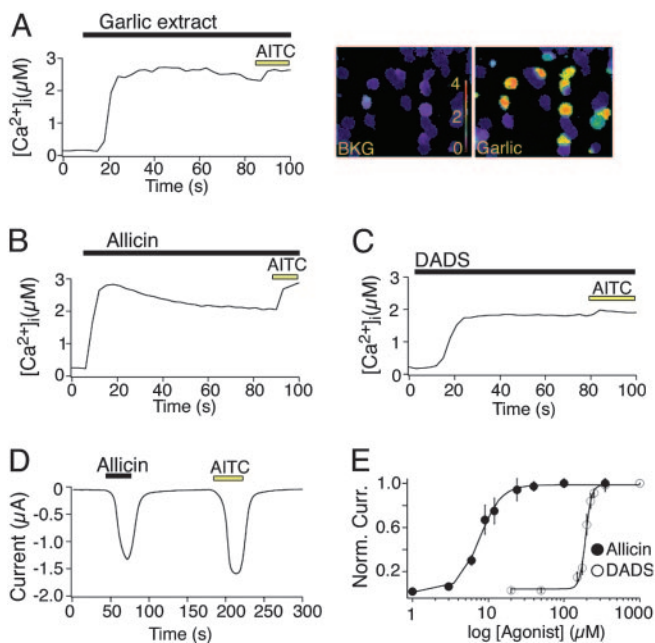 A
Garlic extract
AITC
[Ca2+]i(μM)
3
2
1
0
0 20 40 60 80 100
Time (s)
4
2
0
BKG
Garlic
B
Allicin
AITC
[Ca2+]i(μM)
3
2
1
0
0 20 40 60 80 100
Time (s)
C
DADS
AITC
[Ca2+]i(μM)
3
2
1
0
0 20 40 60 80 100
Time (s)
D
Allicin
AITC
Current (μA)
0
-0.5
-1.0
-1.5
-2.0
0 50 100 150 200 250 300
Time (s)
E
Norm. Curr.
1.0
0.6
0.2
Allicin
DADS
1 10 100 1000
log [Agonist] (μM)